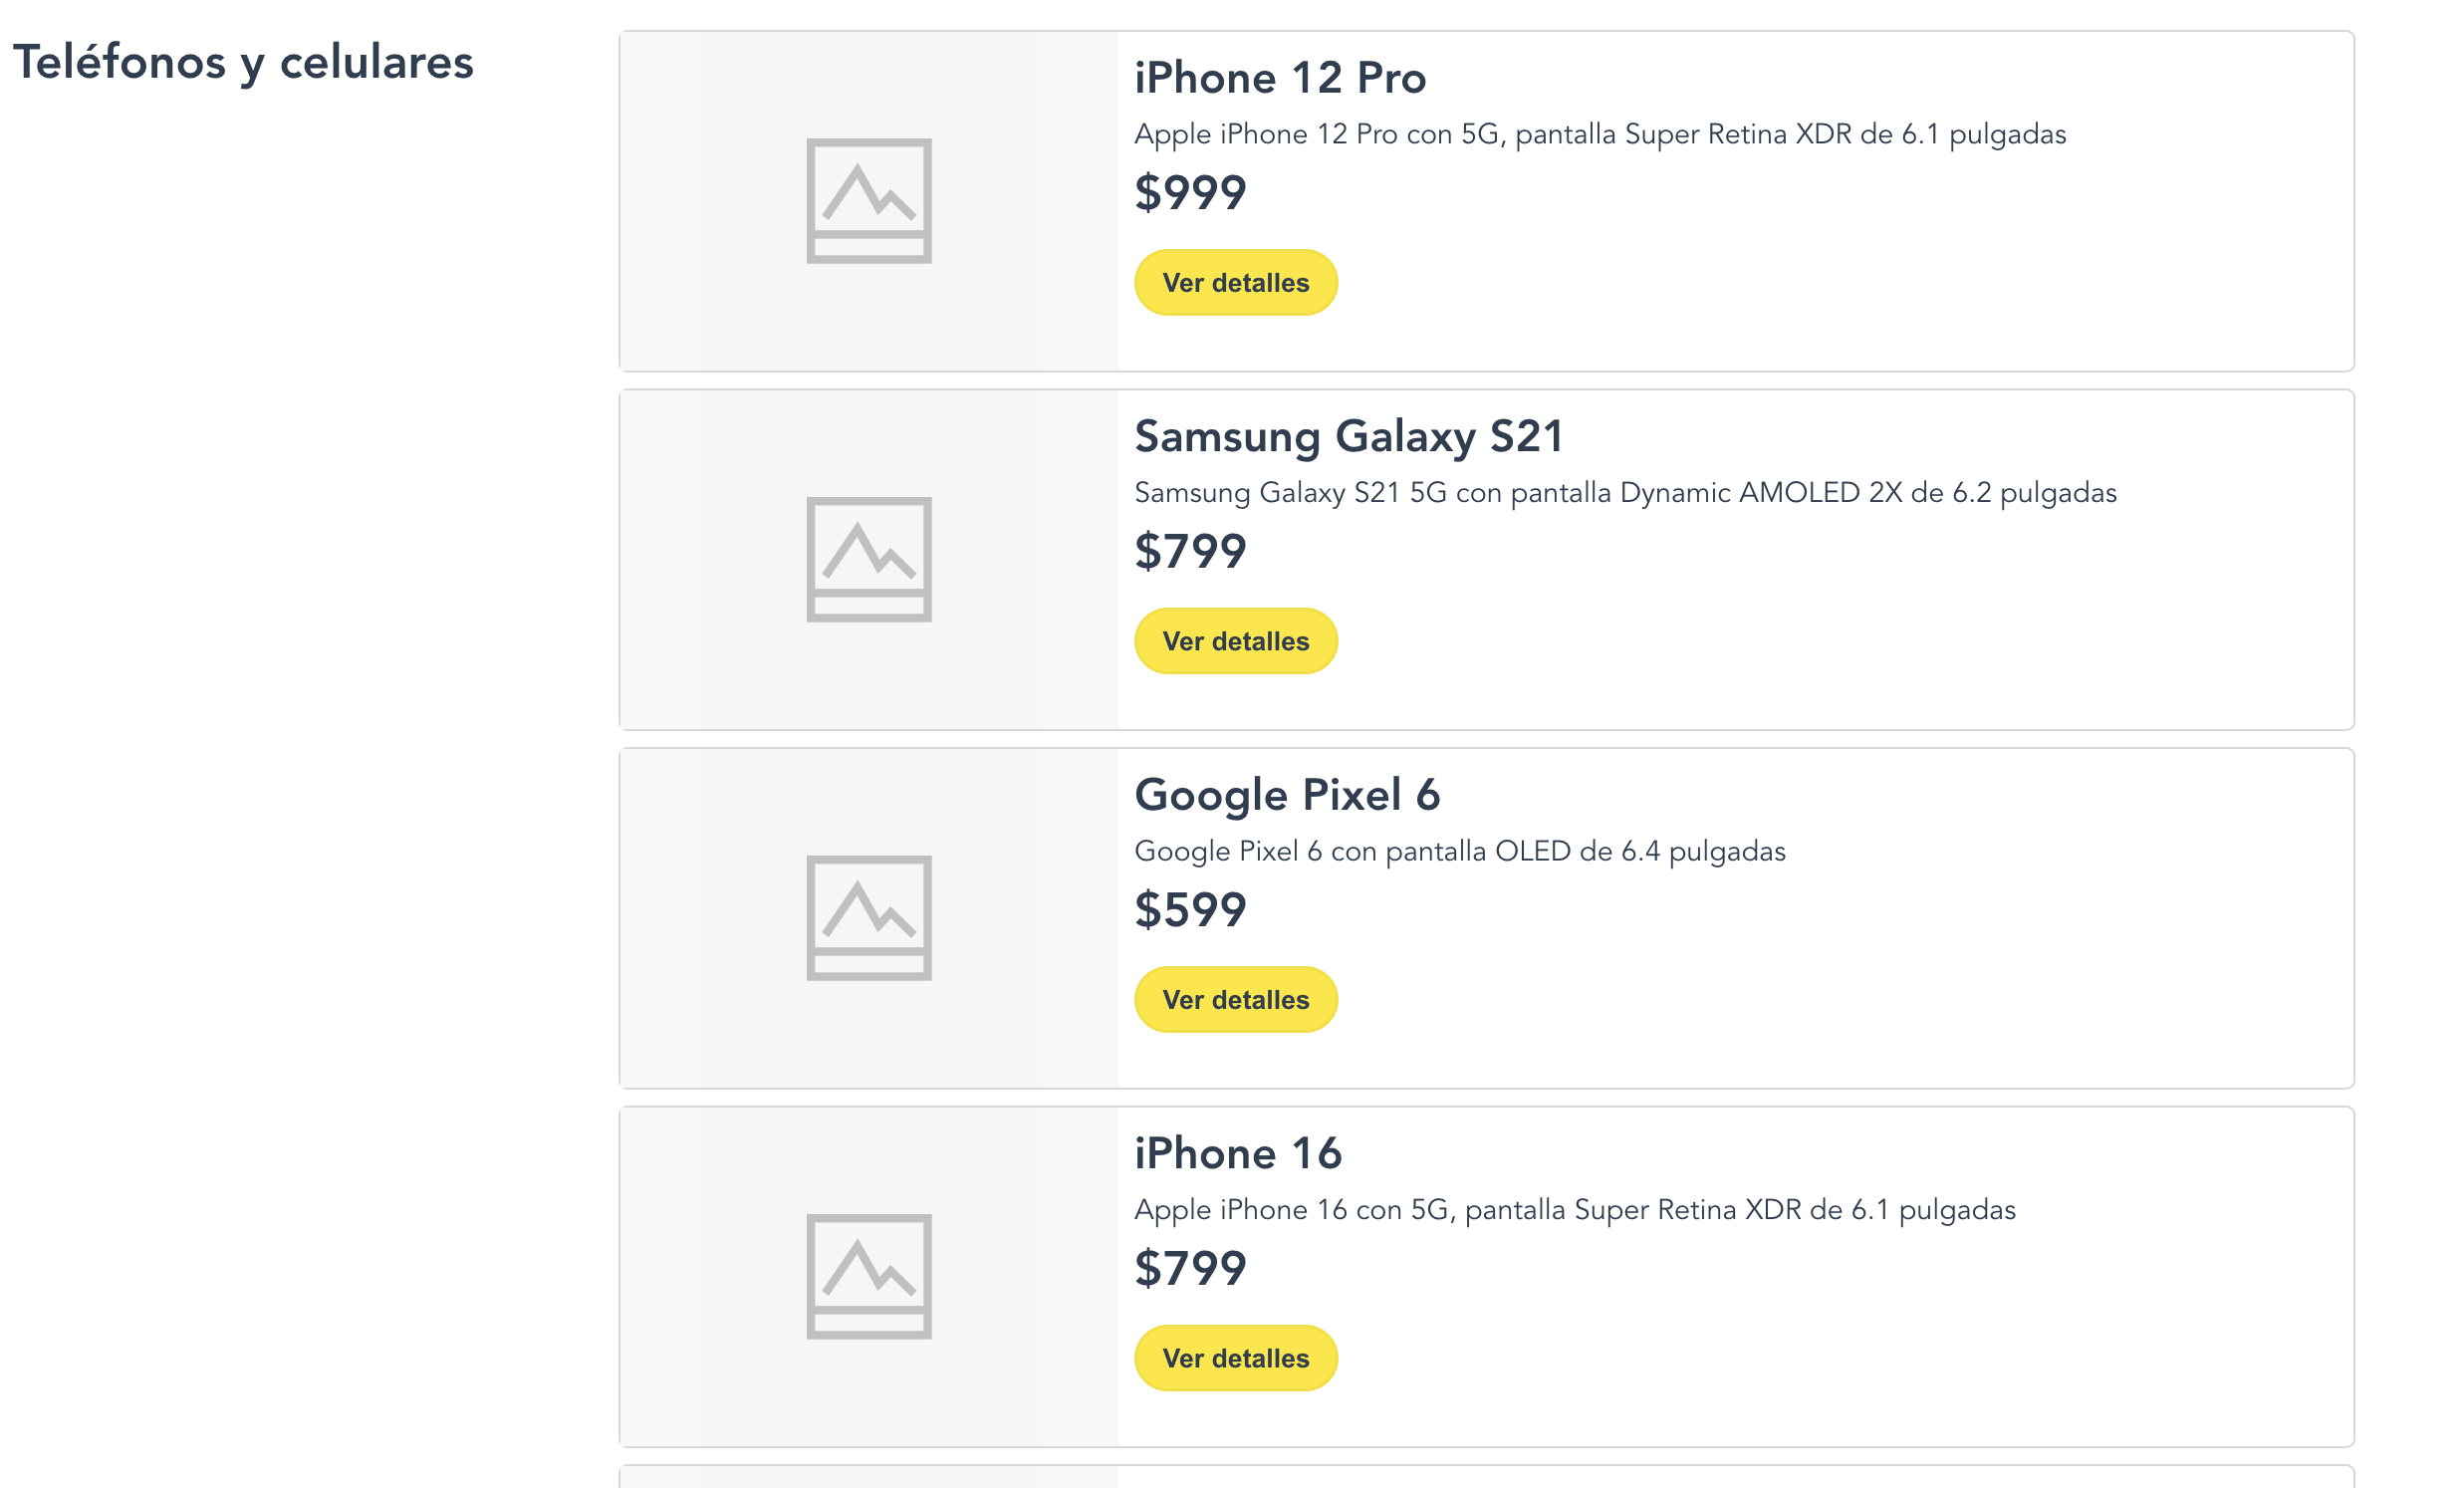 Teléfonos y celulares
iPhone 12 Pro
Apple iPhone 12 Pro con 5G, pantalla Super Retina XDR de 6.1 pulgadas
$999
Ver detalles
Samsung Galaxy S21
Samsung Galaxy S21 5G con pantalla Dynamic AMOLED 2X de 6.2 pulgadas
$799
Ver detalles
Google Pixel 6
Google Pixel 6 con pantalla OLED de 6.4 pulgadas
$599
Ver detalles
iPhone 16
Apple iPhone 16 con 5G, pantalla Super Retina XDR de 6.1 pulgadas
$799
Ver detalles